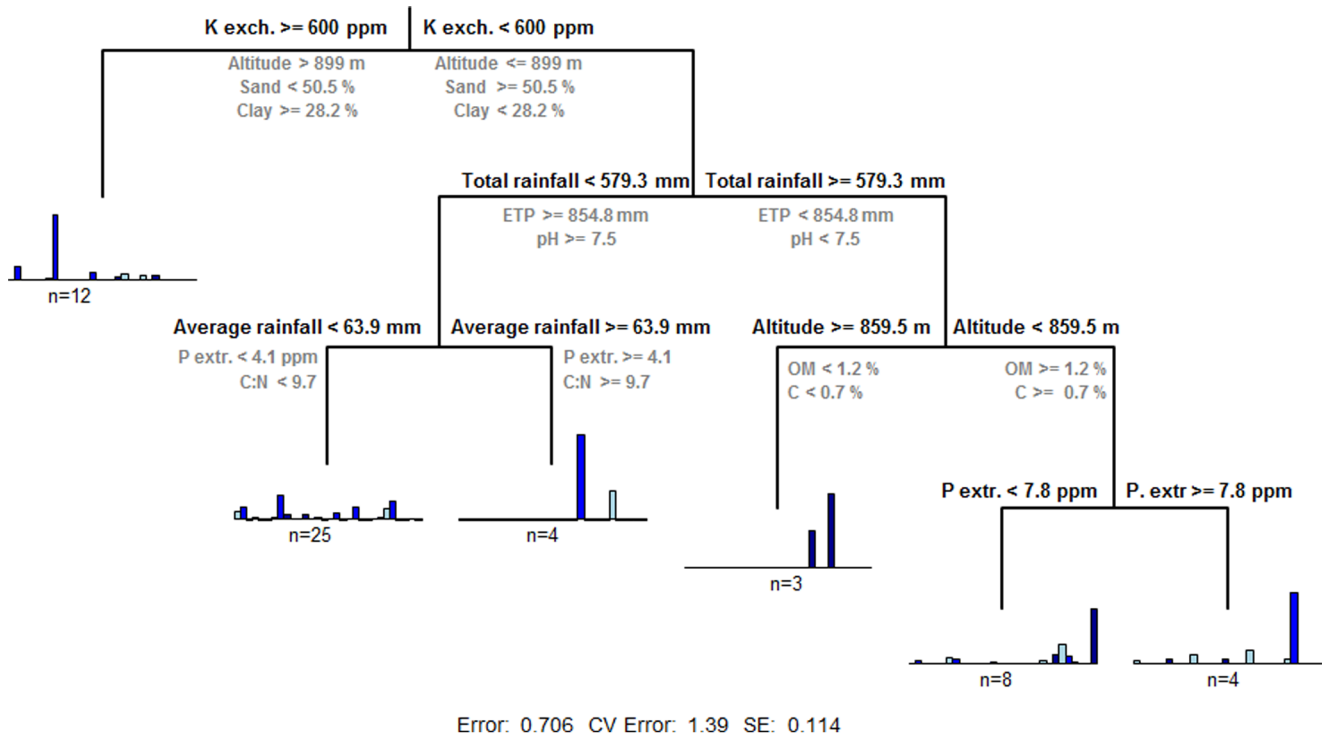 K exch. >= 600 ppm K exch. < 600 ppm
Altitude > 899 m Altitude <= 899 m
Sand < 50.5 % Sand >= 50.5 %
Clay >= 28.2 % Clay < 28.2 %
Total rainfall < 579.3 mm Total rainfall >= 579.3 mm
ETP >= 854.8 mm ETP < 854.8 mm
pH >= 7.5 pH < 7.5
n=12
Average rainfall < 63.9 mm Average rainfall >= 63.9 mm Altitude >= 859.5 m Altitude < 859.5 m
P extr. < 4.1 ppm P extr. >= 4.1 OM < 1.2 % OM >= 1.2 %
C:N < 9.7 C:N >= 9.7 C < 0.7 % C >= 0.7 %
P extr. < 7.8 ppm P. extr >= 7.8 ppm
n=25 n=4
n=3
n=8 n=4
Error: 0.706 CV Error: 1.39 SE: 0.114